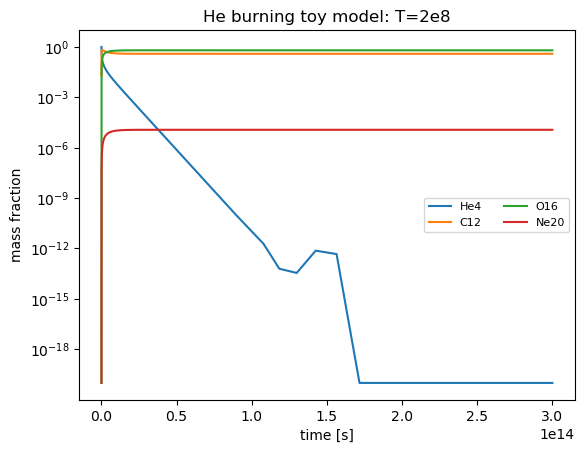 He burning toy model: T=2e8
mass fraction
10⁰
10⁻³
10⁻⁶
10⁻⁹
10⁻¹²
10⁻¹⁵
10⁻¹⁸
He4
C12
O16
Ne20
0.0 0.5 1.0 1.5 2.0 2.5 3.0
1e14
time [s]